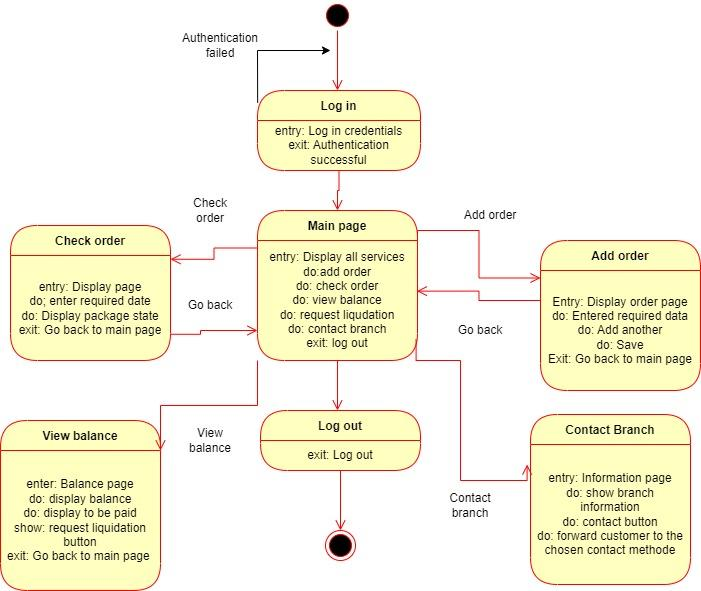 Authentication
failed
Log in
entry: Log in credentials
exit: Authentication
successful
Check
order
Main page
entry: Display all services
do:add order
do: check order
do: view balance
do: request liqudation
do: contact branch
exit: log out
Add order
Check order
entry: Display page
do; enter required date
do: Display package state
exit: Go back to main page
Go back
Add order
Entry: Display order page
do: Entered required data
do: Add another
do: Save
Exit: Go back to main page
Go back
View
balance
Log out
exit: Log out
View balance
enter: Balance page
do: display balance
do: display to be paid
show: request liquidation
button
exit: Go back to main page
Contact
branch
Contact Branch
entry: Information page
do: show branch
information
do: contact button
do: forward customer to the
chosen contact methode